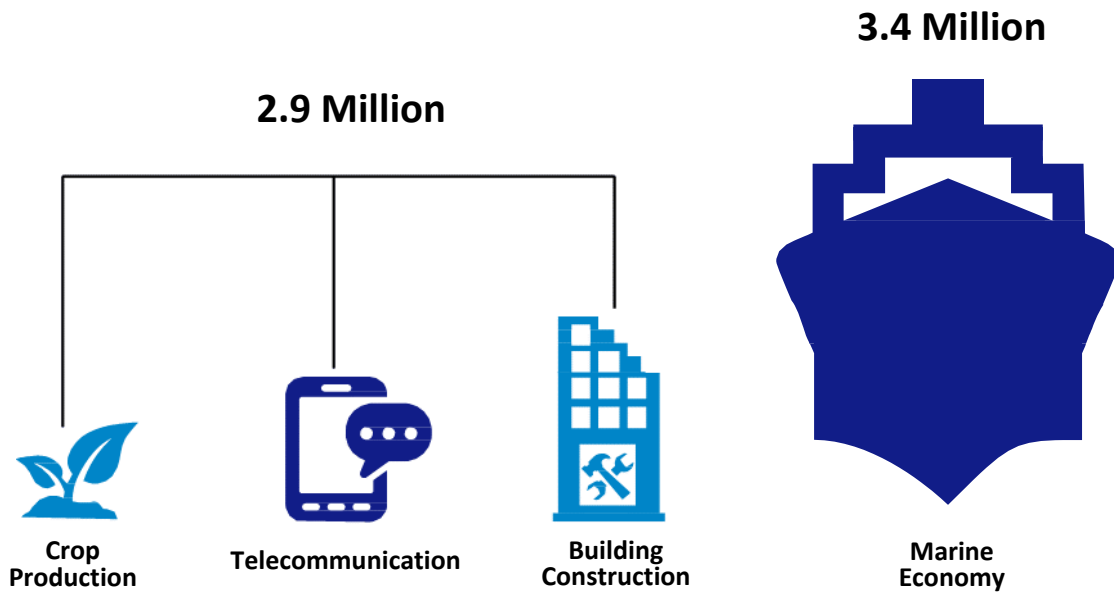 3.4 Million
2.9 Million
Crop
Production
Telecommunication
Building
Construction
Marine
Economy